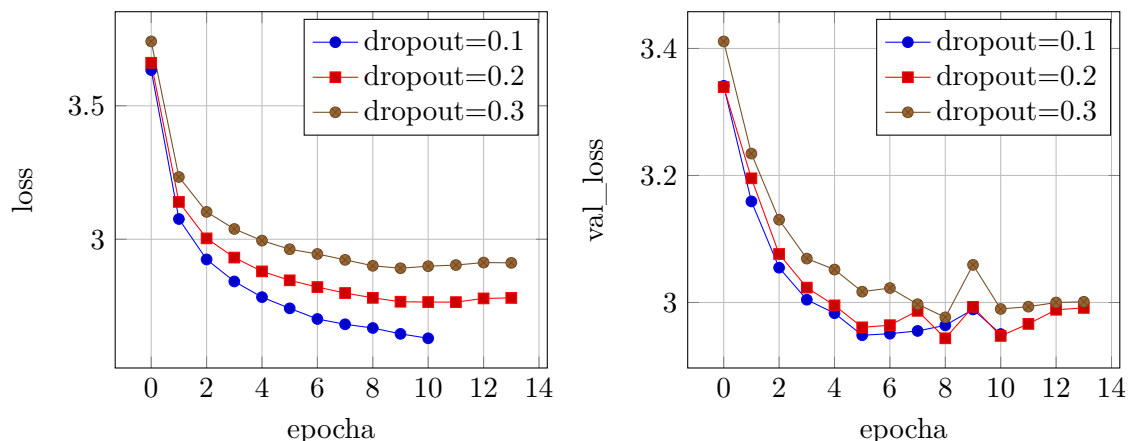 loss
3.5
3
0 2 4 6 8 10 12 14
epocha
dropout=0.1
dropout=0.2
dropout=0.3
val_loss
3.4
3.2
3
0 2 4 6 8 10 12 14
epocha
dropout=0.1
dropout=0.2
dropout=0.3